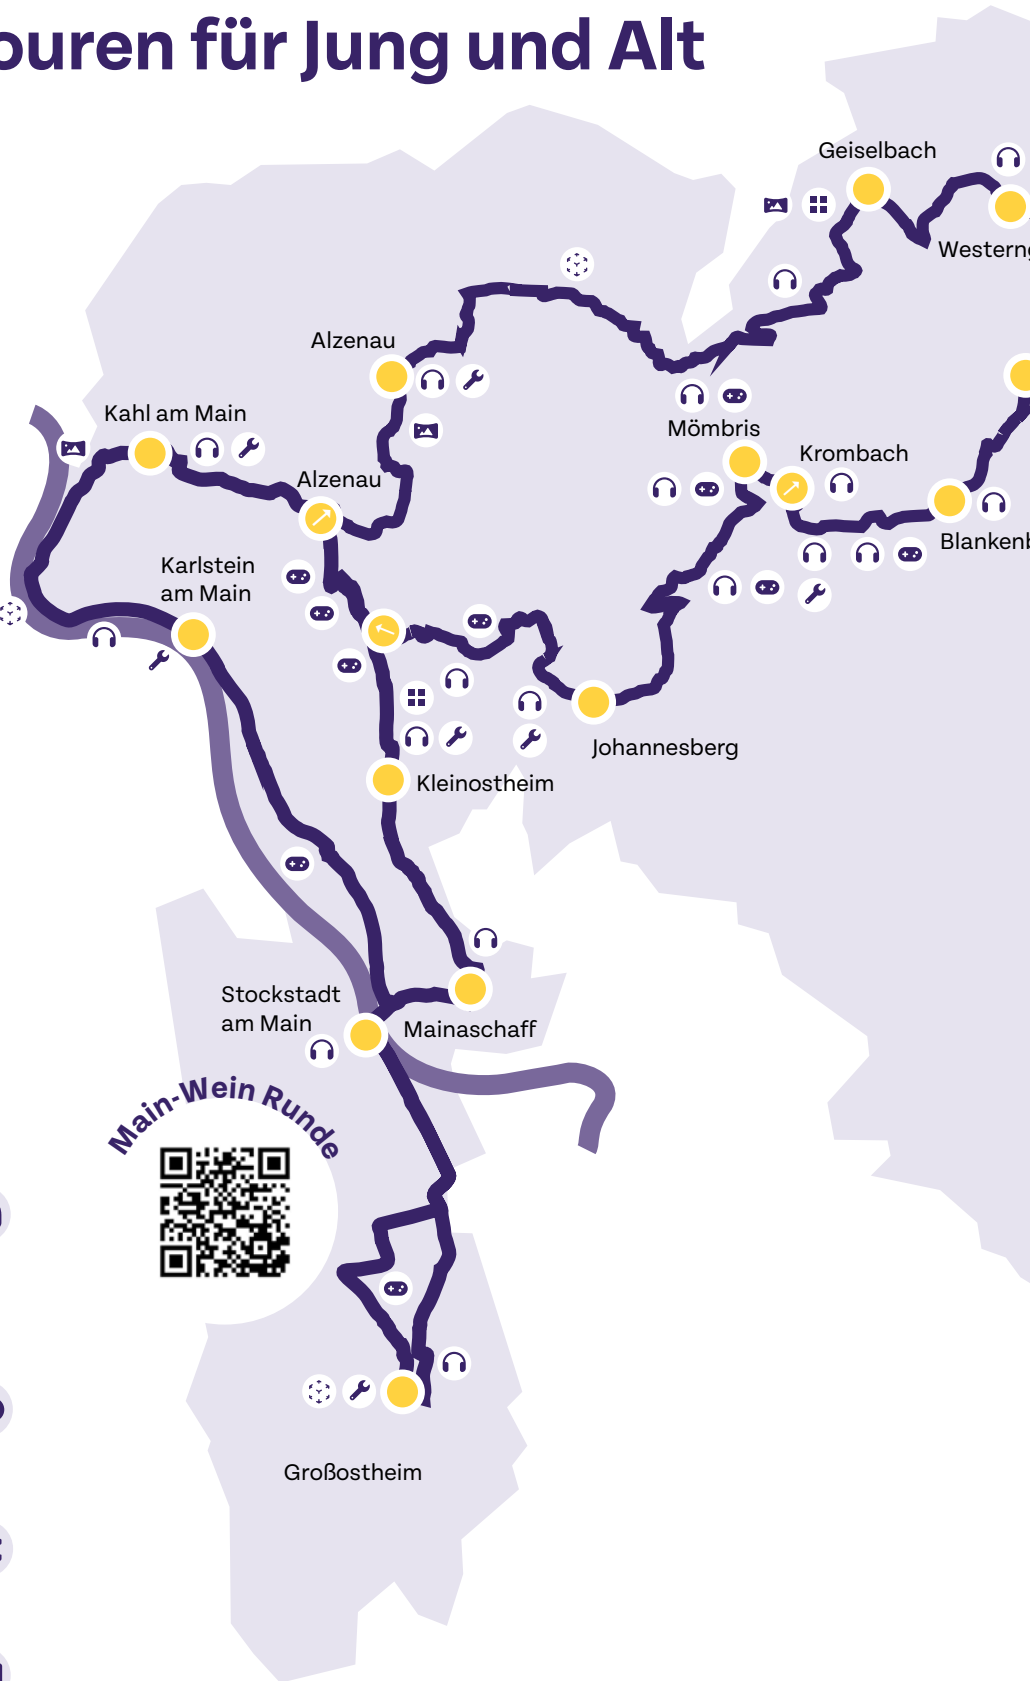 ouren für Jung und Alt
Geiselbach
Western
Alzenau
Kahl am Main
Mömbris
Krombach
Alzenau
Blankenb
Karlstein
am Main
Johannesberg
Kleinostheim
Stockstadt
am Main
Mainaschaff
Main-Wein Runde
Großostheim